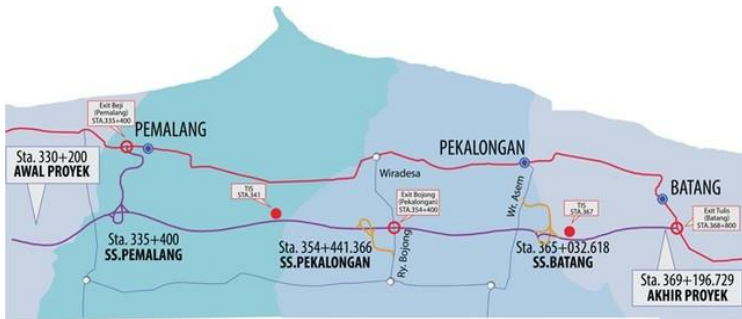 Exit Beji
(Pemalang)
STA.335+400
PEMALANG
Sta. 330+200
AWAL PROYEK
Sta. 335+400
SS.PEMALANG
TIS
STA.341
Wiradesa
PEKALONGAN
Exit Bojong
(Pekalongan)
STA.354+400
Sta. 354+441.366
SS.PEKALONGAN
Ry. Bojong
Wr. Asem
TIS
STA.367
Sta. 365+032.618
SS.BATANG
BATANG
Exit Tulis
(Batang)
STA.368+800
Sta. 369+196.729
AKHIR PROYEK